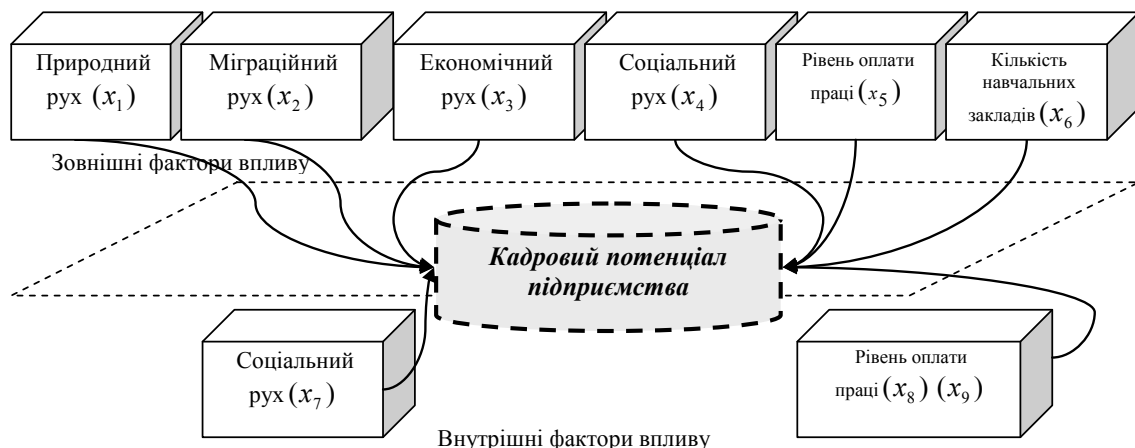 Природний
рух (x₁)
Міграційний
рух (x₂)
Економічний
рух (x₃)
Соціальний
рух (x₄)
Рівень оплати
праці (x₅)
Кількість
навчальних
закладів (x₆)
Зовнішні фактори впливу
Кадровий потенціал
підприємства
Соціальний
рух (x₇)
Рівень оплати
праці (x₈) (x₉)
Внутрішні фактори впливу